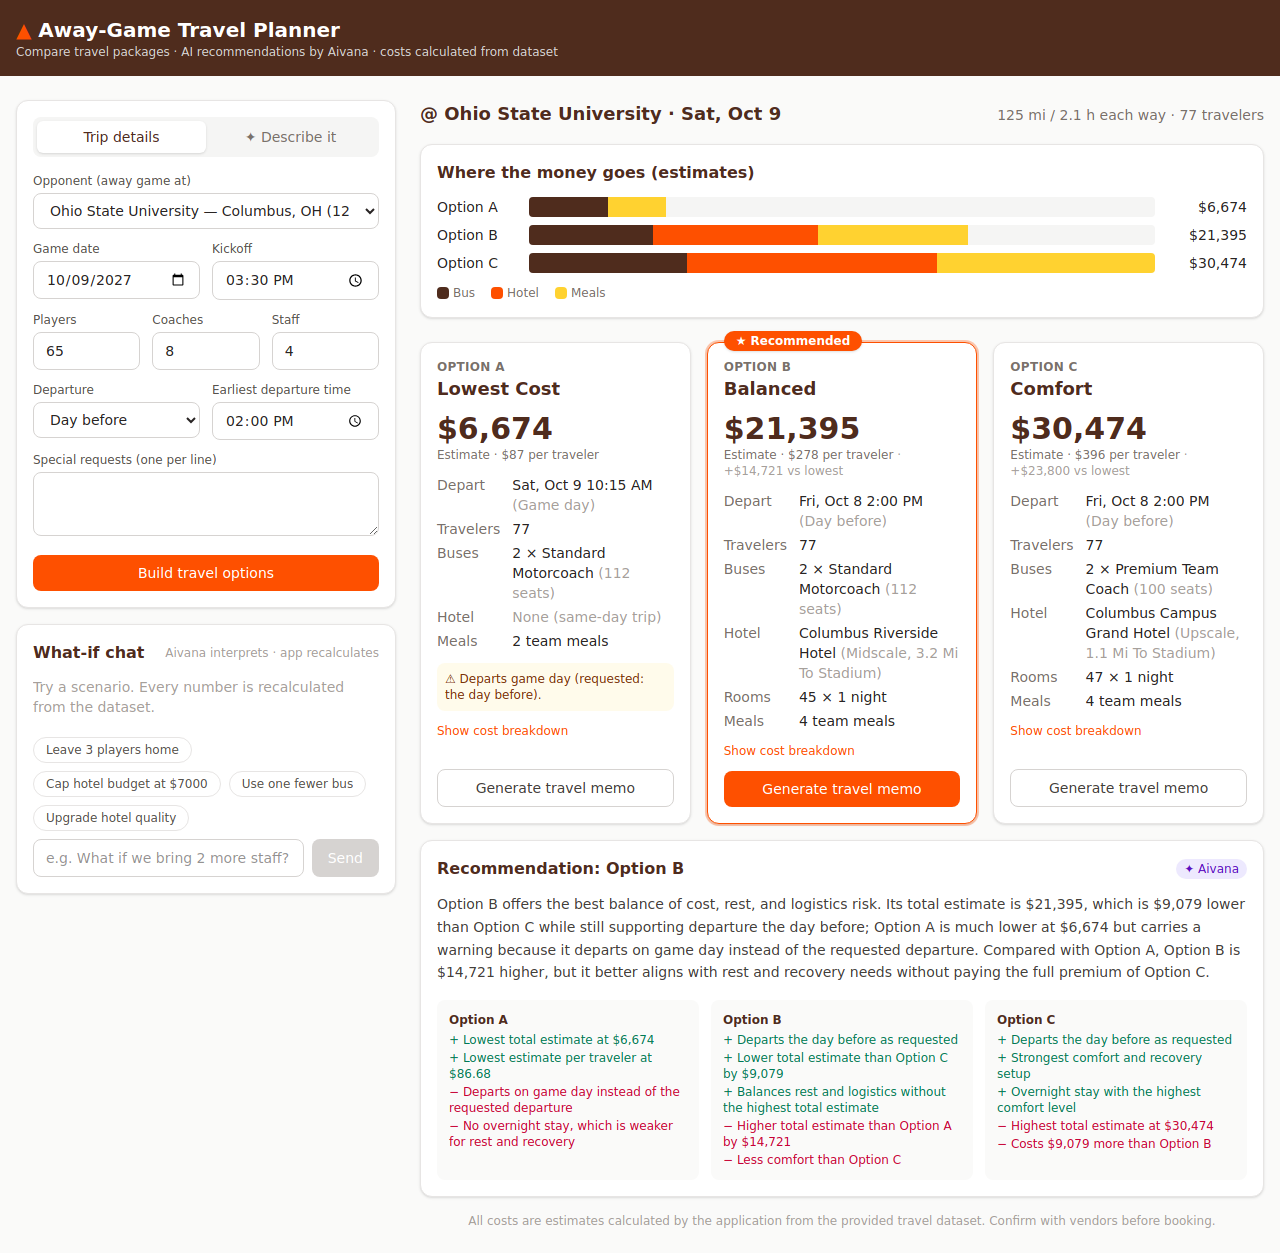 ▲ Away-Game Travel Planner
Compare travel packages · AI recommendations by Aivana · costs calculated from dataset
Trip details
✦ Describe it
Opponent (away game at)
Ohio State University — Columbus, OH (12
Game date
Kickoff
10/09/2027
03:30 PM
Players
Coaches
Staff
65
8
4
Departure
Earliest departure time
Day before
02:00 PM
Special requests (one per line)
Build travel options
What-if chat
Aivana interprets · app recalculates
Try a scenario. Every number is recalculated
from the dataset.
Leave 3 players home
Cap hotel budget at $7000
Use one fewer bus
Upgrade hotel quality
e.g. What if we bring 2 more staff?
Send
@ Ohio State University · Sat, Oct 9
125 mi / 2.1 h each way · 77 travelers
Where the money goes (estimates)
Option A
$6,674
Option B
$21,395
Option C
$30,474
Bus
Hotel
Meals
OPTION A
Lowest Cost
$6,674
Estimate · $87 per traveler
Depart
Sat, Oct 9 10:15 AM
(Game day)
Travelers
77
Buses
2 × Standard
Motorcoach (112
seats)
Hotel
None (same-day trip)
Meals
2 team meals
⚠ Departs game day (requested:
the day before).
Show cost breakdown
Generate travel memo
★ Recommended
OPTION B
Balanced
$21,395
Estimate · $278 per traveler ·
+$14,721 vs lowest
Depart
Fri, Oct 8 2:00 PM
(Day before)
Travelers
77
Buses
2 × Standard
Motorcoach (112
seats)
Hotel
Columbus Riverside
Hotel (Midscale, 3.2 Mi
To Stadium)
Rooms
45 × 1 night
Meals
4 team meals
Show cost breakdown
Generate travel memo
OPTION C
Comfort
$30,474
Estimate · $396 per traveler ·
+$23,800 vs lowest
Depart
Fri, Oct 8 2:00 PM
(Day before)
Travelers
77
Buses
2 × Premium Team
Coach (100 seats)
Hotel
Columbus Campus
Grand Hotel (Upscale,
1.1 Mi To Stadium)
Rooms
47 × 1 night
Meals
4 team meals
Show cost breakdown
Generate travel memo
Recommendation: Option B
✦ Aivana
Option B offers the best balance of cost, rest, and logistics risk. Its total estimate is $21,395, which is $9,079 lower
than Option C while still supporting departure the day before; Option A is much lower at $6,674 but carries a
warning because it departs on game day instead of the requested departure. Compared with Option A, Option B is
$14,721 higher, but it better aligns with rest and recovery needs without paying the full premium of Option C.
Option A
+ Lowest total estimate at $6,674
+ Lowest estimate per traveler at
$86.68
− Departs on game day instead of the
requested departure
− No overnight stay, which is weaker
for rest and recovery
Option B
+ Departs the day before as requested
+ Lower total estimate than Option C
by $9,079
+ Balances rest and logistics without
the highest total estimate
− Higher total estimate than Option A
by $14,721
− Less comfort than Option C
Option C
+ Departs the day before as requested
+ Strongest comfort and recovery
setup
+ Overnight stay with the highest
comfort level
− Highest total estimate at $30,474
− Costs $9,079 more than Option B
All costs are estimates calculated by the application from the provided travel dataset. Confirm with vendors before booking.